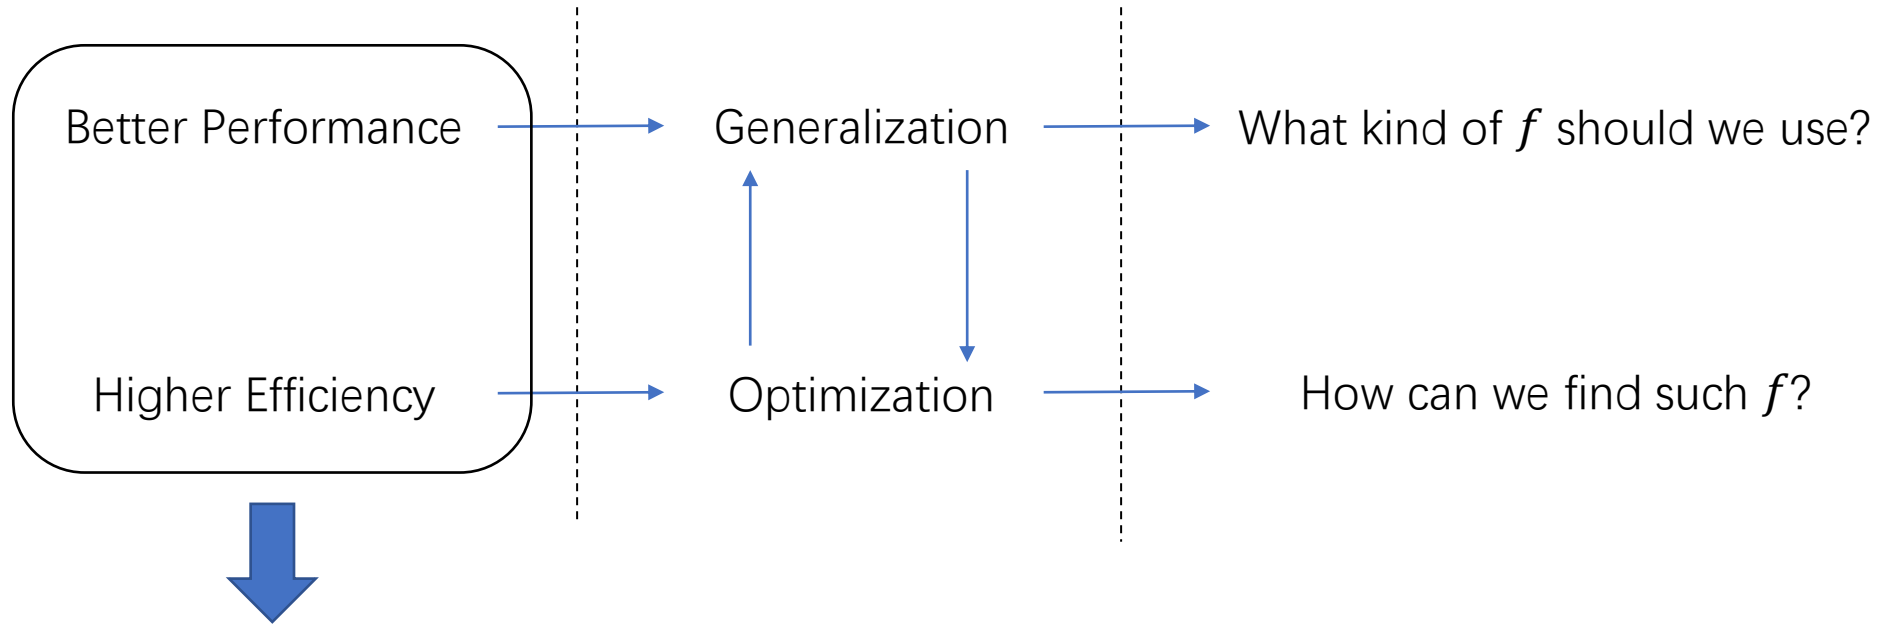 Better Performance
Generalization
What kind of f should we use?
Higher Efficiency
Optimization
How can we find such f?